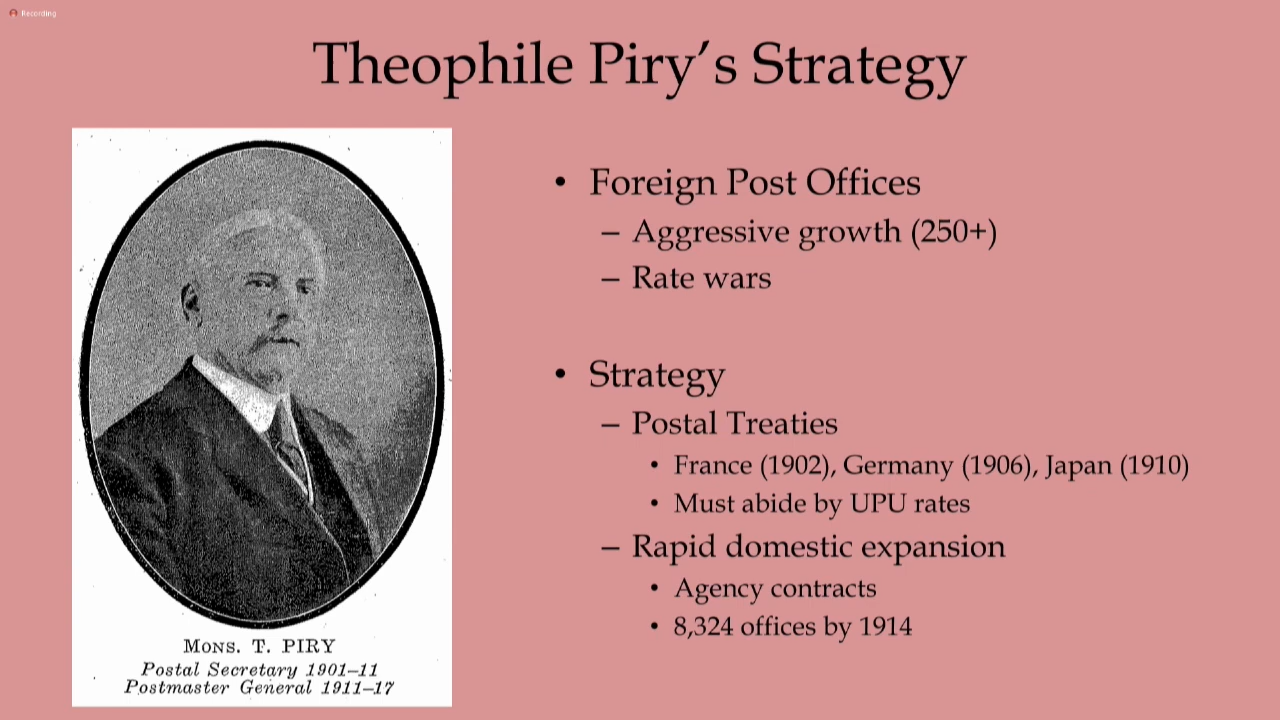 Recording
Theophile Piry’s Strategy
• Foreign Post Offices
– Aggressive growth (250+)
– Rate wars
• Strategy
– Postal Treaties
• France (1902), Germany (1906), Japan (1910)
• Must abide by UPU rates
– Rapid domestic expansion
• Agency contracts
• 8,324 offices by 1914
MONS. T. PIRY
Postal Secretary 1901–11
Postmaster General 1911–17